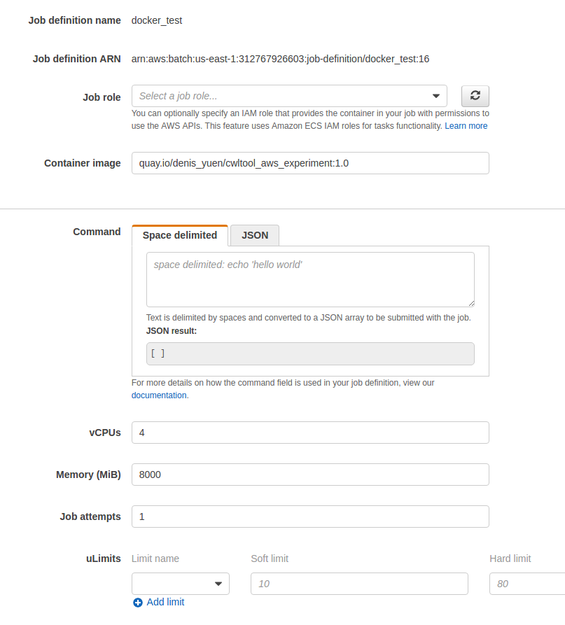 Job definition name docker_test
Job definition ARN arn:aws:batch:us-east-1:312767926603:job-definition/docker_test:16
Job role Select a job role...
You can optionally specify an IAM role that provides the container in your job with permissions to
use the AWS APIs. This feature uses Amazon ECS IAM roles for tasks functionality. Learn more
Container image quay.io/denis_yuen/cwltool_aws_experiment:1.0
Command Space delimited JSON
space delimited: echo 'hello world'
Text is delimited by spaces and converted to a JSON array to be submitted with the job.
JSON result:
[ ]
For more details on how the command field is used in your job definition, view our
documentation.
vCPUs 4
Memory (MiB) 8000
Job attempts 1
uLimits Limit name Soft limit Hard limit
10 80
Add limit